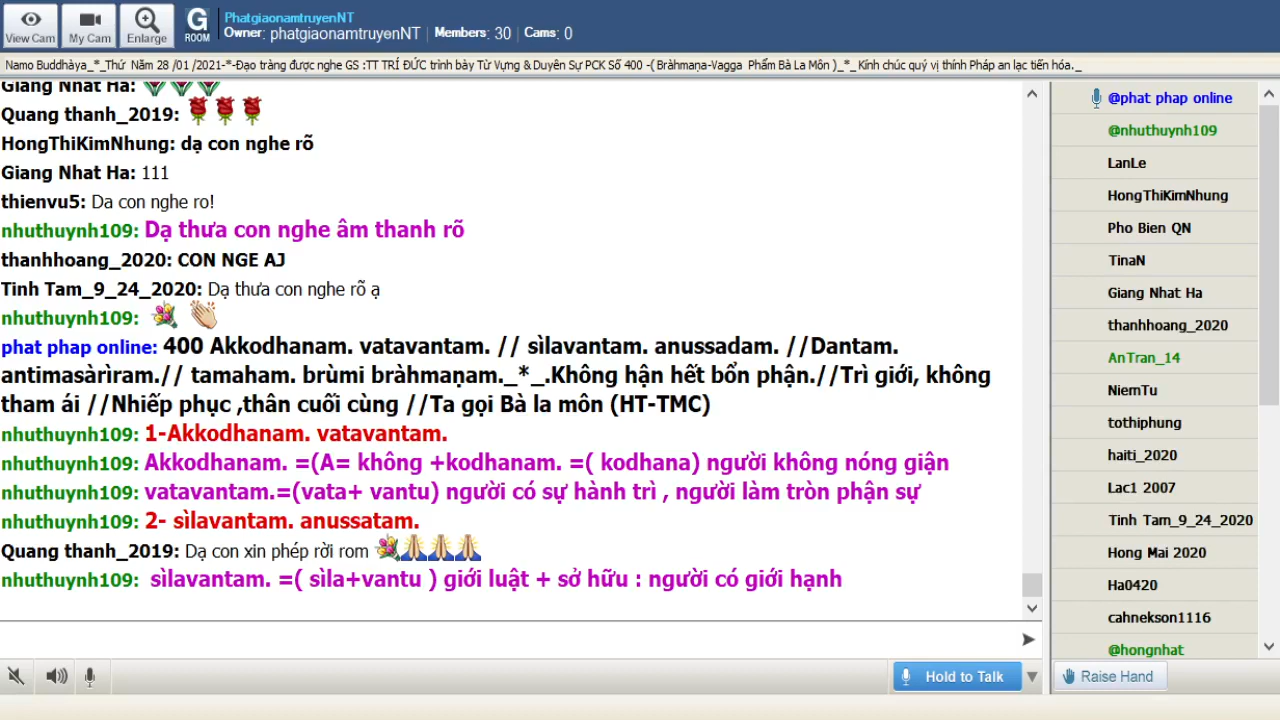 View Cam
My Cam
Enlarge
G
ROOM
PhatgiaonamtruyenNT
Owner: phatgiaonamtruyenNT | Members: 30 | Cams: 0
Namo Buddhàya_*_Thứ Năm 28 /01 /2021-*-Đạo tràng được nghe GS :TT TRÍ ĐỨC trình bày Từ Vựng & Duyên Sự PCK Số 400 -( Bràhmaṇa-Vagga Phẩm Bà La Môn )_*_Kính chúc quý vị thính Pháp an lạc tiến hóa._
Giang Nhat Ha:
Quang thanh_2019:
HongThiKimNhung: dạ con nghe rõ
Giang Nhat Ha: 111
thienvu5: Da con nghe ro!
nhuthuynh109: Dạ thưa con nghe âm thanh rõ
thanhhoang_2020: CON NGE AJ
Tinh Tam_9_24_2020: Dạ thưa con nghe rõ ạ
nhuthuynh109:
phat phap online: 400 Akkodhanam. vatavantam. // sìlavantam. anussadam. //Dantam.
antimasàrìram.// tamaham. brùmi bràhmaṇam._*_.Không hận hết bổn phận.//Trì giới, không
tham ái //Nhiếp phục ,thân cuối cùng //Ta gọi Bà la môn (HT-TMC)
nhuthuynh109: 1-Akkodhanam. vatavantam.
nhuthuynh109: Akkodhanam. =(A= không +kodhanam. =( kodhana) người không nóng giận
nhuthuynh109: vatavantam.=(vata+ vantu) người có sự hành trì , người làm tròn phận sự
nhuthuynh109: 2- sìlavantam. anussatam.
Quang thanh_2019: Dạ con xin phép rời rom
nhuthuynh109: sìlavantam. =( sìla+vantu ) giới luật + sở hữu : người có giới hạnh
@phat phap online
@nhuthuynh109
LanLe
HongThiKimNhung
Pho Bien QN
TinaN
Giang Nhat Ha
thanhhoang_2020
AnTran_14
NiemTu
tothiphung
haiti_2020
Lac1 2007
Tinh Tam_9_24_2020
Hong Mai 2020
Ha0420
cahnekson1116
@hongnhat
Hold to Talk
Raise Hand